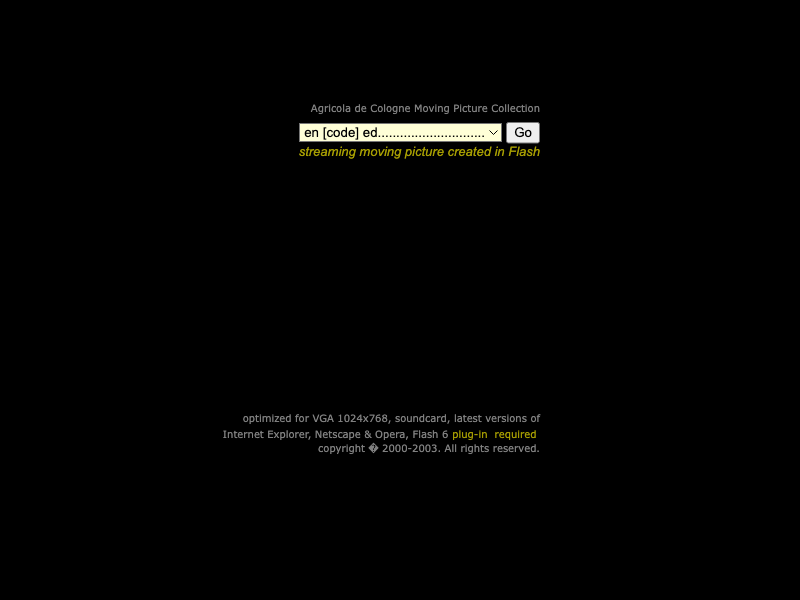 Agricola de Cologne Moving Picture Collection
en [code] ed............................. Go
streaming moving picture created in Flash
optimized for VGA 1024x768, soundcard, latest versions of
Internet Explorer, Netscape & Opera, Flash 6 plug-in required
copyright � 2000-2003. All rights reserved.